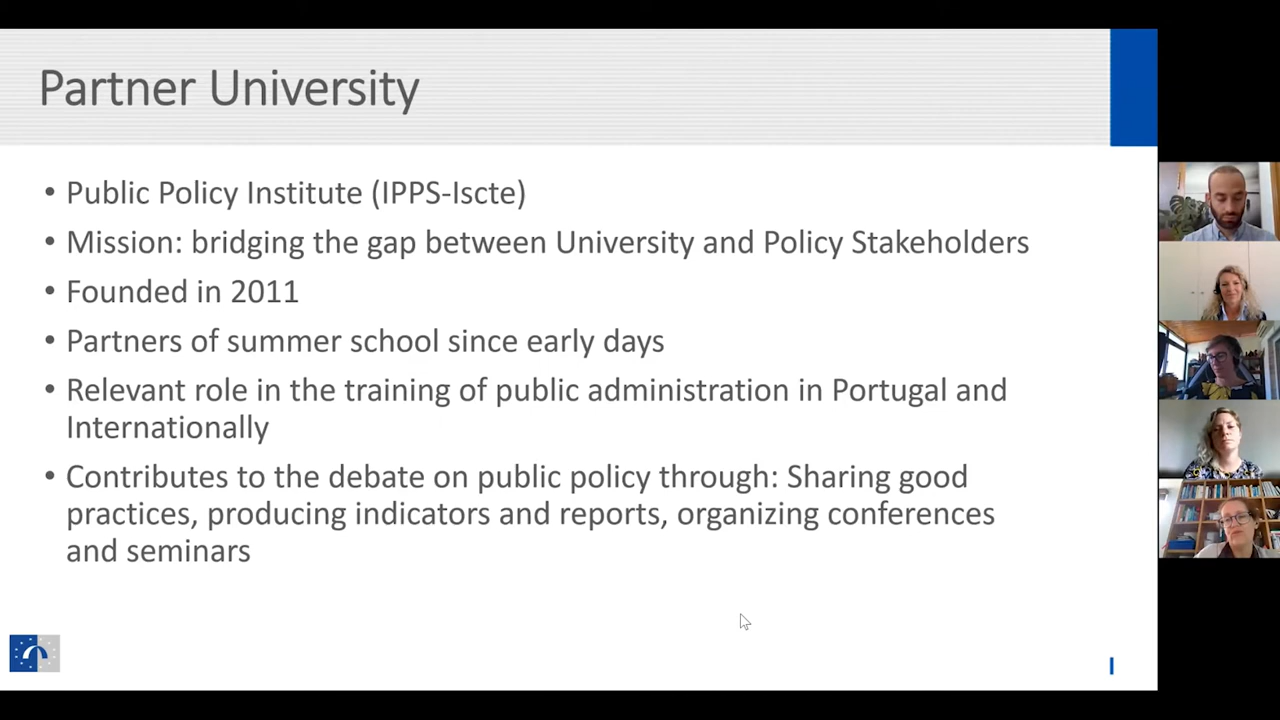 Partner University
• Public Policy Institute (IPPS-Iscte)
• Mission: bridging the gap between University and Policy Stakeholders
• Founded in 2011
• Partners of summer school since early days
• Relevant role in the training of public administration in Portugal and
Internationally
• Contributes to the debate on public policy through: Sharing good
practices, producing indicators and reports, organizing conferences
and seminars